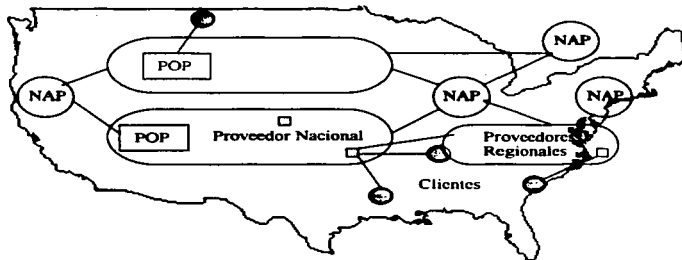 NAP
POP
NAP
NAP
NAP
POP
Proveedor Nacional
Proveedores
Regionales
Clientes